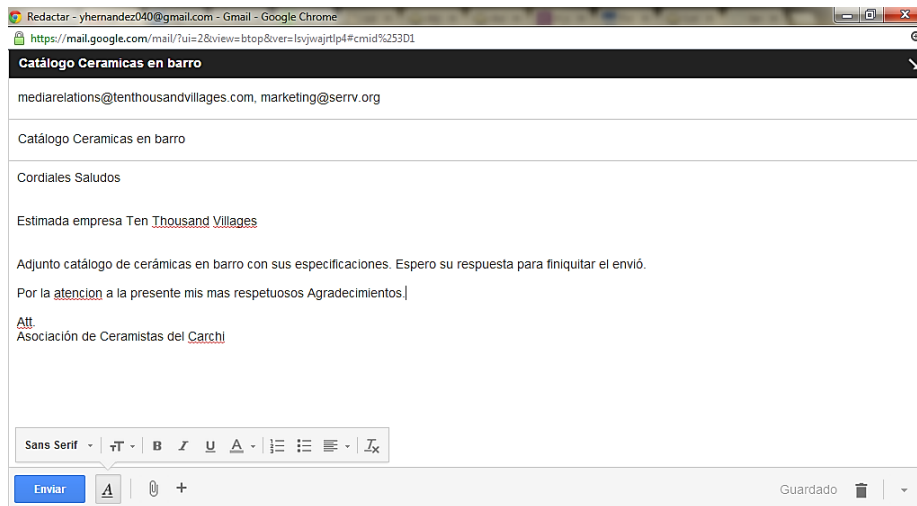 Redactar - yhernandez040@gmail.com - Gmail - Google Chrome
https://mail.google.com/mail/?ui=2&view=btop&ver=lsvjwajrtlp4#cmid%253D1
Catálogo Ceramicas en barro
mediarelations@tenthousandvillages.com, marketing@serrv.org
Catálogo Ceramicas en barro
Cordiales Saludos
Estimada empresa Ten Thousand Villages
Adjunto catálogo de cerámicas en barro con sus especificaciones. Espero su respuesta para finiquitar el envió.
Por la atencion a la presente mis mas respetuosos Agradecimientos.
Att.
Asociación de Ceramistas del Carchi
Sans Serif
Enviar
Guardado